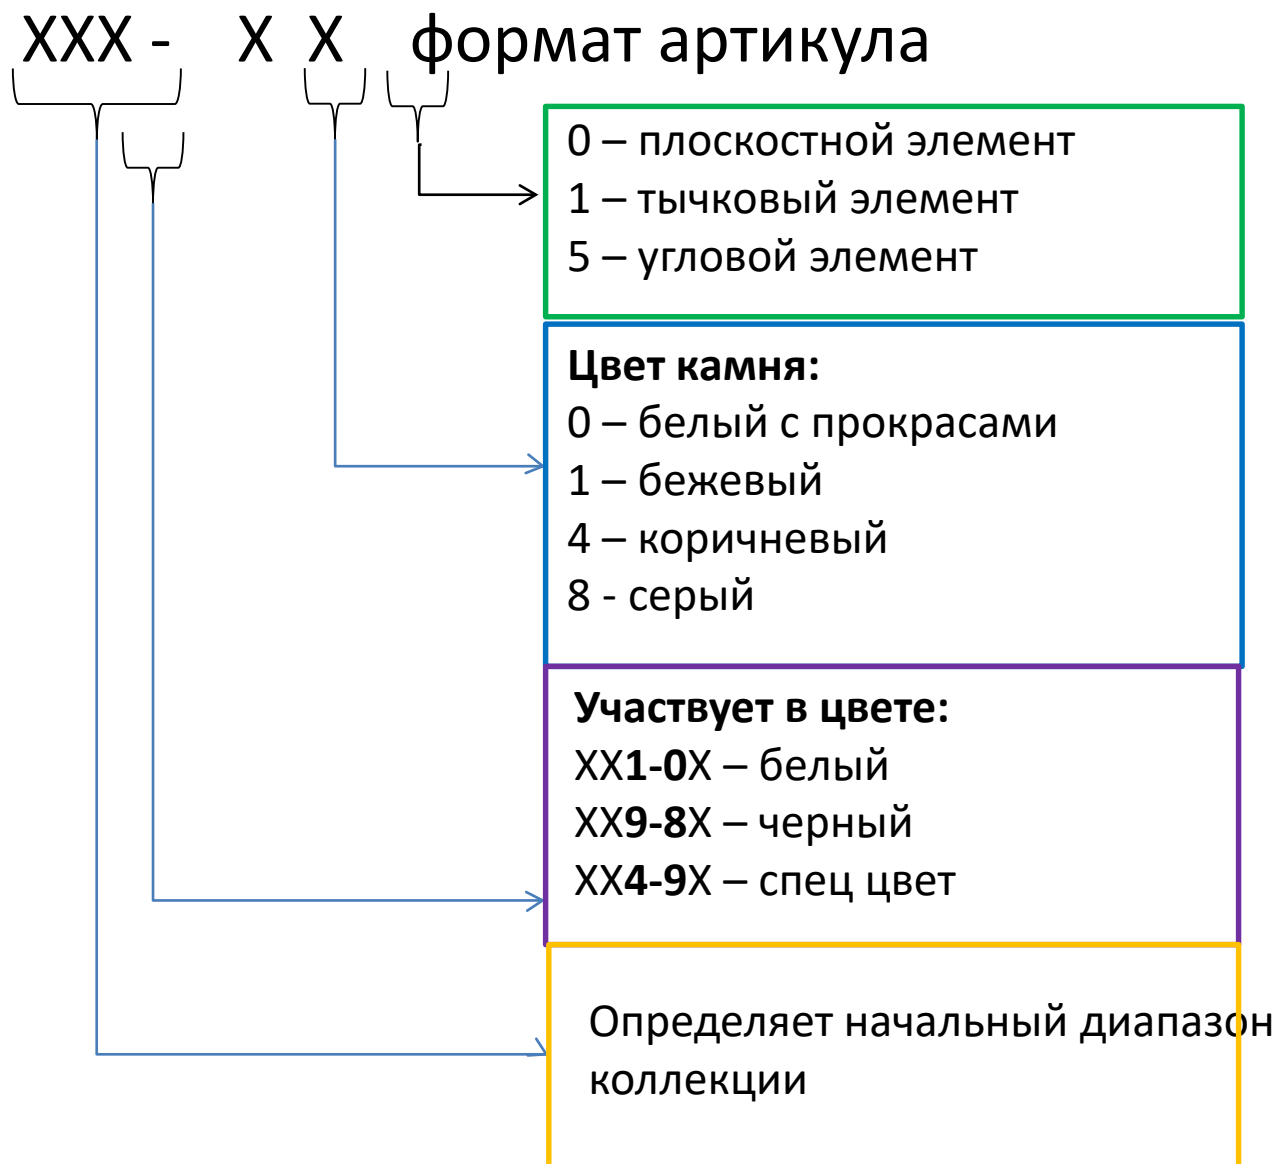 XXX - X X формат артикула
0 – плоскостной элемент
1 – тычковый элемент
5 – угловой элемент
Цвет камня:
0 – белый с прокрасами
1 – бежевый
4 – коричневый
8 - серый
Участвует в цвете:
XX1-0X – белый
XX9-8X – черный
XX4-9X – спец цвет
Определяет начальный диапазон
коллекции